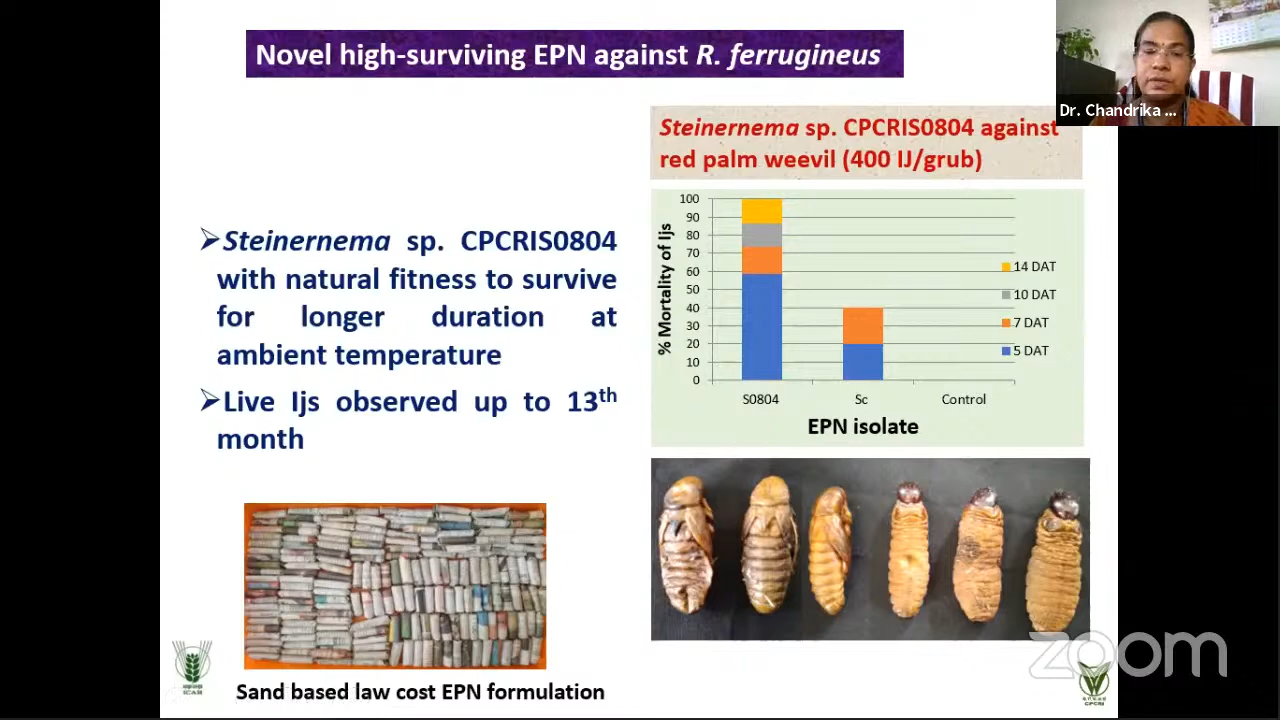 Novel high-surviving EPN against R. ferrugineus
Dr. Chandrika ...
Steinernema sp. CPCRIS0804 against
red palm weevil (400 IJ/grub)
➢Steinernema sp. CPCRIS0804
with natural fitness to survive
for longer duration at
ambient temperature
➢Live Ijs observed up to 13th
month
% Mortality of Ijs
100
90
80
70
60
50
40
30
20
10
0
14 DAT
10 DAT
7 DAT
5 DAT
S0804 Sc Control
EPN isolate
Sand based law cost EPN formulation
ICAR
zoom
CPCRI